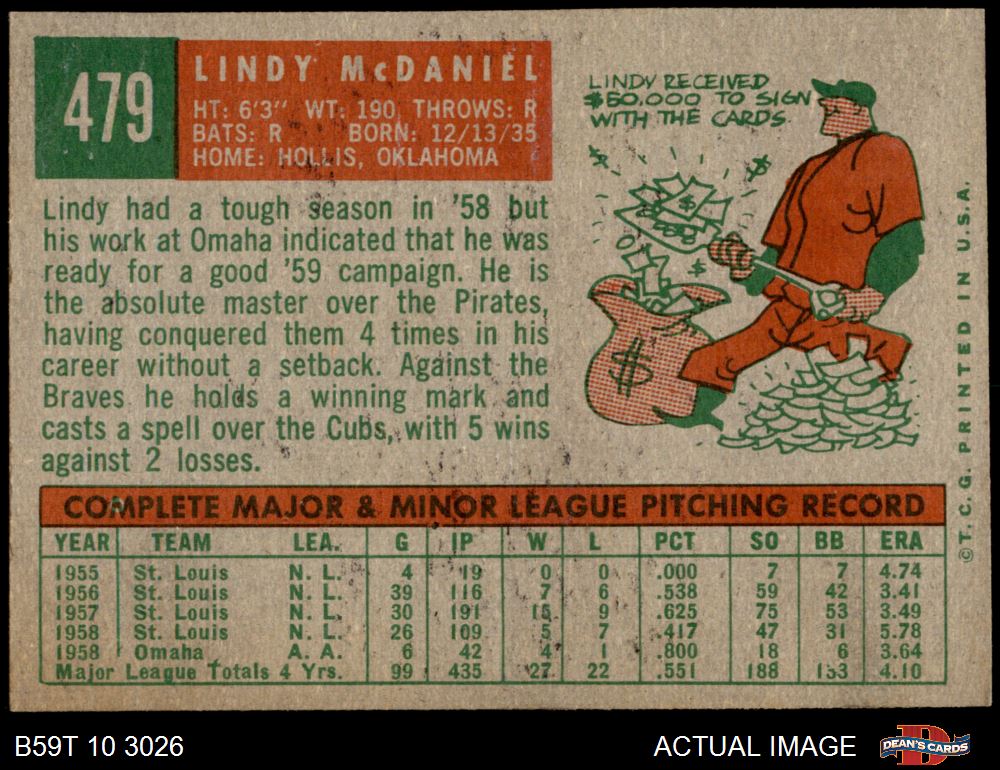 479
LINDY McDANIEL
HT: 6'3" WT: 190 THROWS: R
BATS: R BORN: 12/13/35
HOME: HOLLIS, OKLAHOMA
LINDY RECEIVED
$50.000 TO SIGN
WITH THE CARDS.
Lindy had a tough season in '58 but
his work at Omaha indicated that he was
ready for a good '59 campaign. He is
the absolute master over the Pirates,
having conquered them 4 times in his
career without a setback. Against the
Braves he holds a winning mark and
casts a spell over the Cubs, with 5 wins
against 2 losses.
© T. C. G. PRINTED IN U.S.A.
COMPLETE MAJOR & MINOR LEAGUE PITCHING RECORD
YEAR TEAM LEA. G IP W L PCT SO BB ERA
1955 St. Louis N. L. 4 19 0 0 .000 7 7 4.74
1956 St. Louis N. L. 39 116 7 6 .538 59 42 3.41
1957 St. Louis N. L. 30 191 15 9 .625 75 53 3.49
1958 St. Louis N. L. 26 109 5 7 .417 47 31 5.78
1958 Omaha A. A. 6 42 4 1 .800 18 6 3.64
Major League Totals 4 Yrs. 99 435 27 22 .551 188 133 4.10
B59T 10 3026
ACTUAL IMAGE
DEAN'S CARDS